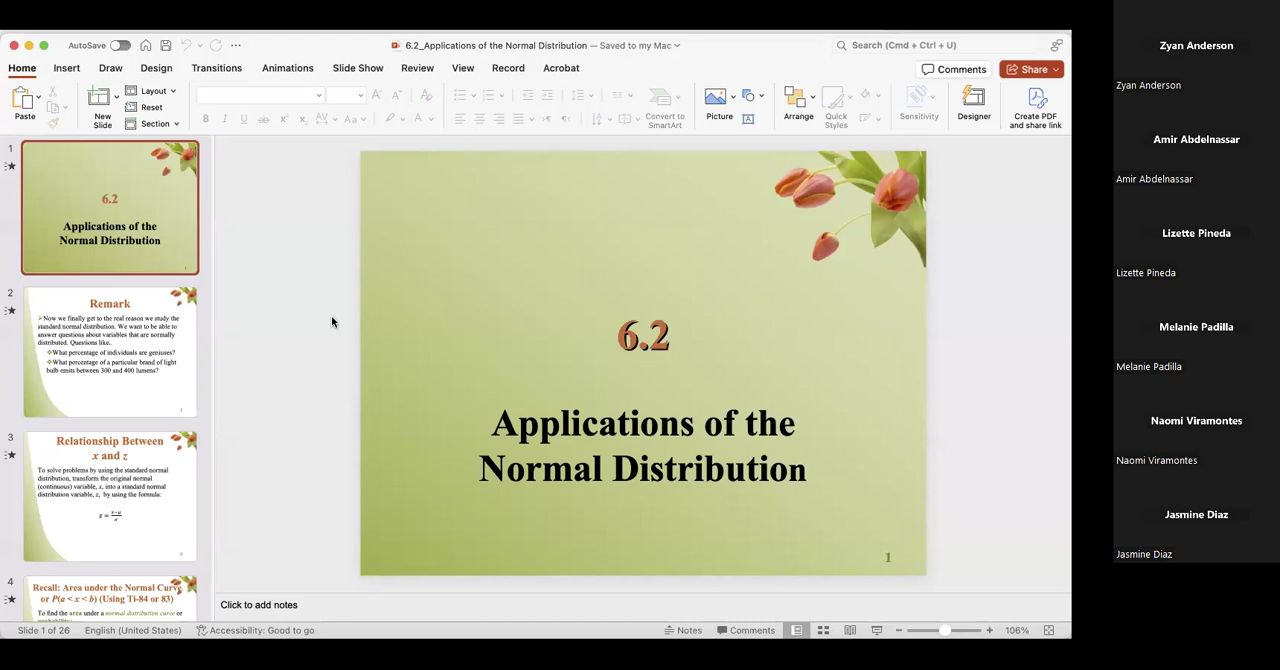 AutoSave
6.2_Applications of the Normal Distribution — Saved to my Mac
Search (Cmd + Ctrl + U)
Home Insert Draw Design Transitions Animations Slide Show Review View Record Acrobat
Comments
Share
Paste
New Slide
Layout
Reset
Section
Convert to SmartArt
Picture
Arrange
Quick Styles
Sensitivity
Designer
Create PDF and share link
1
6.2
Applications of the
Normal Distribution
1
2
Remark
Now we finally get to the real reason we study the
standard normal distribution. We want to be able to
answer questions about variables that are normally
distributed. Questions like..
What percentage of individuals are geniuses?
What percentage of a particular brand of light
bulb emits between 300 and 400 lumens?
2
3
Relationship Between
x and z
To solve problems by using the standard normal
distribution, transform the original normal
(continuous) variable, x, into a standard normal
distribution variable, z, by using the formula:
3
4
Recall: Area under the Normal Curve
or P(a < x < b) (Using Ti-84 or 83)
To find the area under a normal distribution curve or
6.2
Applications of the
Normal Distribution
1
Click to add notes
Slide 1 of 26
English (United States)
Accessibility: Good to go
Notes
Comments
106%
Zyan Anderson
Zyan Anderson
Amir Abdelnassar
Amir Abdelnassar
Lizette Pineda
Lizette Pineda
Melanie Padilla
Melanie Padilla
Naomi Viramontes
Naomi Viramontes
Jasmine Diaz
Jasmine Diaz